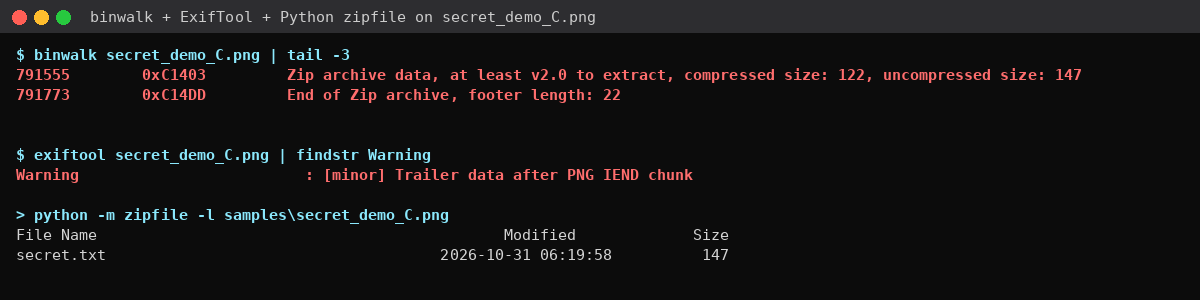 binwalk + ExifTool + Python zipfile on secret_demo_C.png
$ binwalk secret_demo_C.png | tail -3
791555        0xC1403         Zip archive data, at least v2.0 to extract, compressed size: 122, uncompressed size: 147
791773        0xC14DD         End of Zip archive, footer length: 22
$ exiftool secret_demo_C.png | findstr Warning
Warning                         : [minor] Trailer data after PNG IEND chunk
> python -m zipfile -l samples\secret_demo_C.png
File Name                                             Modified             Size
secret.txt                                     2026-10-31 06:19:58          147